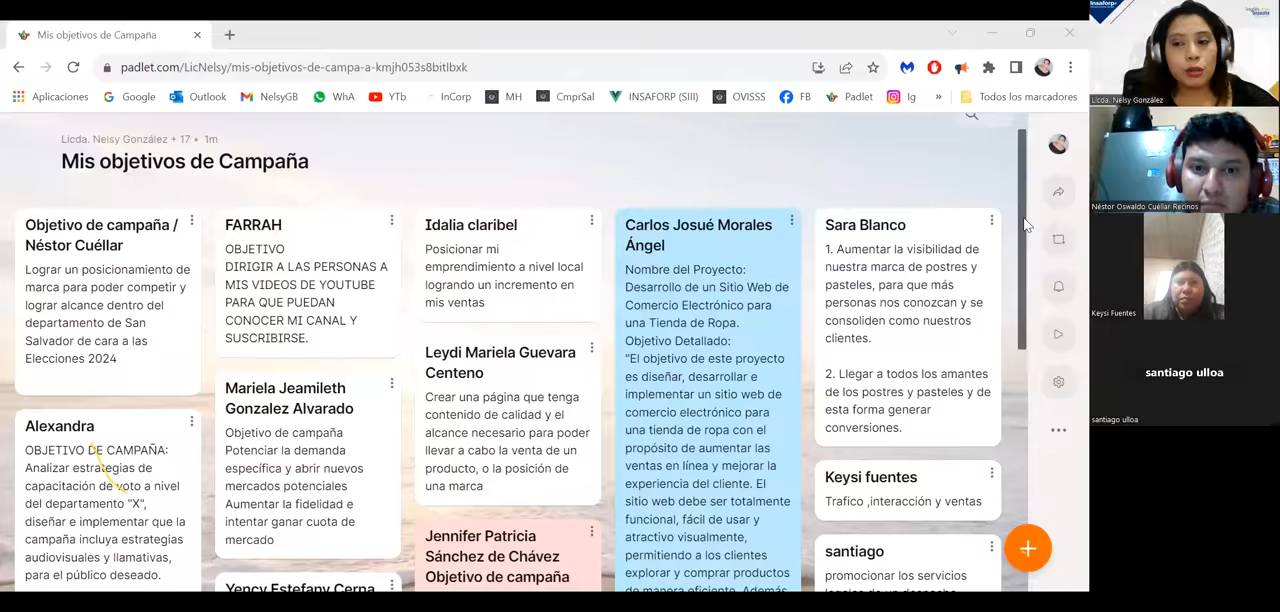 Mis objetivos de Campaña
padlet.com/LicNelsy/mis-objetivos-de-campa-a-kmjh053s8bitlbxk
Aplicaciones
Google
Outlook
NelsyGB
WhA
YTb
InCorp
MH
CmprSal
INSAFORP (SIII)
OVISSS
FB
Padlet
Ig
»
Todos los marcadores
Licda. Nelsy González + 17 • 1m
Mis objetivos de Campaña
Objetivo de campaña /
Néstor Cuéllar
Lograr un posicionamiento de
marca para poder competir y
lograr alcance dentro del
departamento de San
Salvador de cara a las
Elecciones 2024
Alexandra
OBJETIVO DE CAMPAÑA:
Analizar estrategias de
capacitación de voto a nivel
del departamento "X",
diseñar e implementar que la
campaña incluya estrategias
audiovisuales y llamativas,
para el público deseado.
FARRAH
OBJETIVO
DIRIGIR A LAS PERSONAS A
MIS VIDEOS DE YOUTUBE
PARA QUE PUEDAN
CONOCER MI CANAL Y
SUSCRIBIRSE.
Mariela Jeamileth
Gonzalez Alvarado
Objetivo de campaña
Potenciar la demanda
específica y abrir nuevos
mercados potenciales
Aumentar la fidelidad e
intentar ganar cuota de
mercado
Yency Estefany Cerna
Idalia claribel
Posicionar mi
emprendimiento a nivel local
logrando un incremento en
mis ventas
Leydi Mariela Guevara
Centeno
Crear una página que tenga
contenido de calidad y el
alcance necesario para poder
llevar a cabo la venta de un
producto, o la posición de
una marca
Jennifer Patricia
Sánchez de Chávez
Objetivo de campaña
Carlos Josué Morales
Ángel
Nombre del Proyecto:
Desarrollo de un Sitio Web de
Comercio Electrónico para
una Tienda de Ropa.
Objetivo Detallado:
"El objetivo de este proyecto
es diseñar, desarrollar e
implementar un sitio web de
comercio electrónico para
una tienda de ropa con el
propósito de aumentar las
ventas en línea y mejorar la
experiencia del cliente. El
sitio web debe ser totalmente
funcional, fácil de usar y
atractivo visualmente,
permitiendo a los clientes
explorar y comprar productos
de manera eficiente. Además
Sara Blanco
1. Aumentar la visibilidad de
nuestra marca de postres y
pasteles, para que más
personas nos conozcan y se
consoliden como nuestros
clientes.
2. Llegar a todos los amantes
de los postres y pasteles y de
esta forma generar
conversiones.
Keysi fuentes
Trafico ,interacción y ventas
santiago
promocionar los servicios
legales de un despacho
Insaforp
Licda. Nelsy González
Néstor Oswaldo Cuéllar Recinos
Keysi Fuentes
santiago ulloa
santiago ulloa